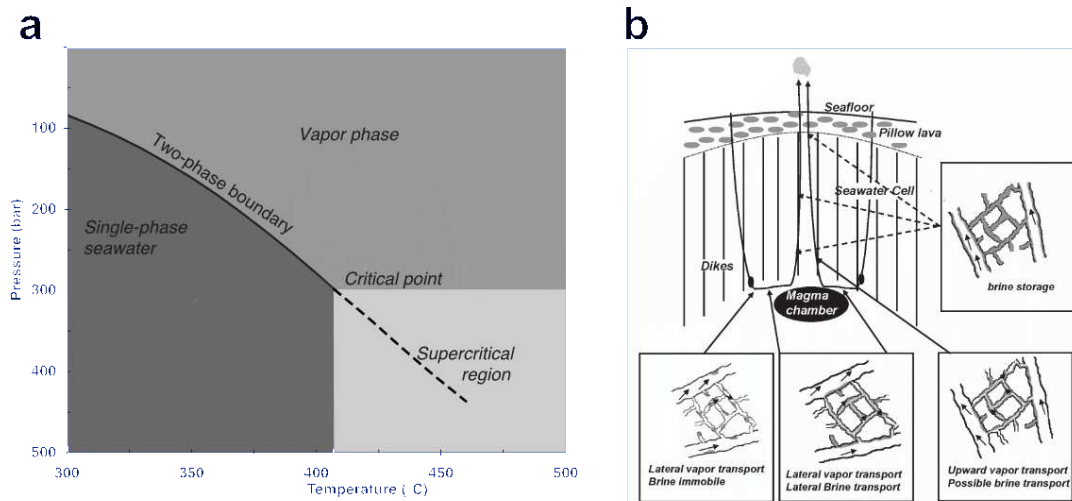 a
100
200
300
400
500
Pressure (bar)
300
350
400
450
500
Temperature ( C)
Vapor phase
Two-phase boundary
Single-phase
seawater
Critical point
Supercritical
region
b
Seafloor
Pillow lava
Seawater Cell
Dikes
Magma
chamber
brine storage
Lateral vapor transport
Brine immobile
Lateral vapor transport
Lateral Brine transport
Upward vapor transport
Possible brine transport